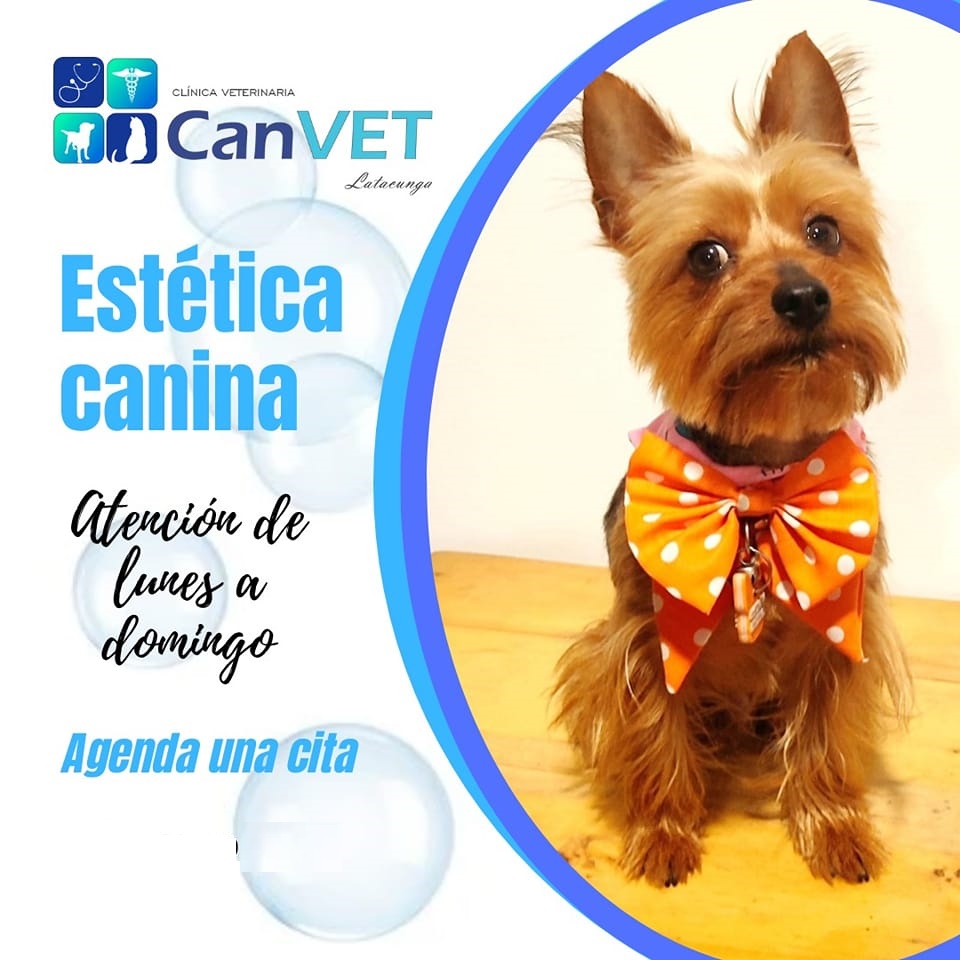 CLÍNICA VETERINARIA
CanVET
Latacunga
Estética
canina
Atención de
lunes a
domingo
Agenda una cita